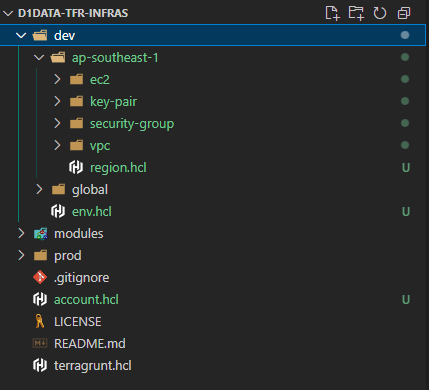 D1DATA-TFR-INFRAS
dev
ap-southeast-1
ec2
key-pair
security-group
vpc
region.hcl U
global
env.hcl U
modules
prod
.gitignore
account.hcl U
LICENSE
README.md
terragrunt.hcl